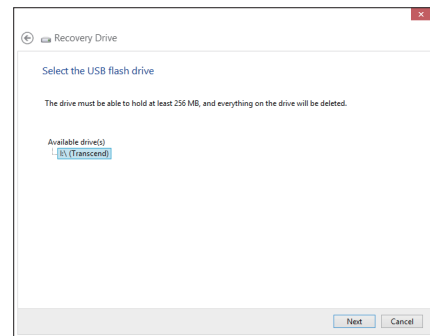 Recovery Drive
Select the USB flash drive
The drive must be able to hold at least 256 MB, and everything on the drive will be deleted.
Available drive(s)
I:\ (Transcend)
Next
Cancel